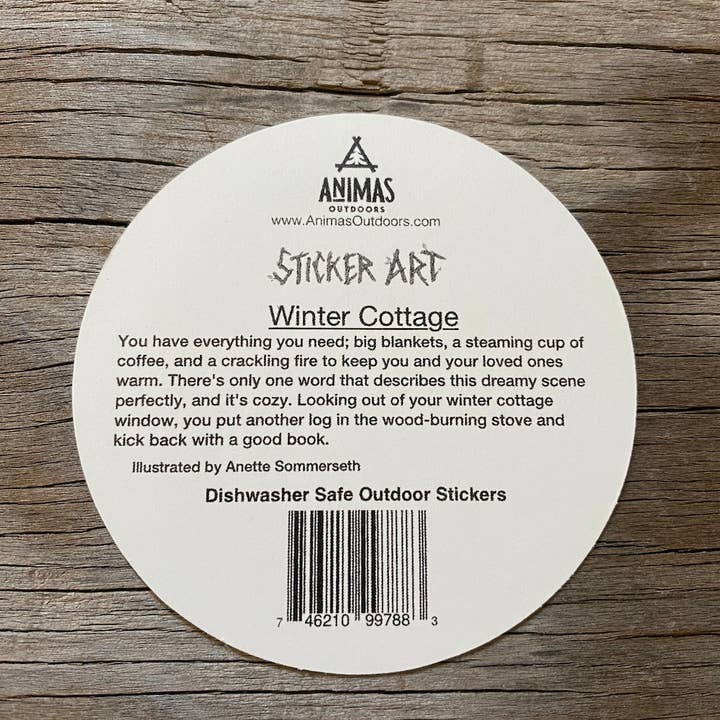 ANIMAS
OUTDOORS
www.AnimasOutdoors.com
STICKER ART
Winter Cottage
You have everything you need; big blankets, a steaming cup of
coffee, and a crackling fire to keep you and your loved ones
warm. There's only one word that describes this dreamy scene
perfectly, and it's cozy. Looking out of your winter cottage
window, you put another log in the wood-burning stove and
kick back with a good book.
Illustrated by Anette Sommerseth
Dishwasher Safe Outdoor Stickers
7 46210 99788 3